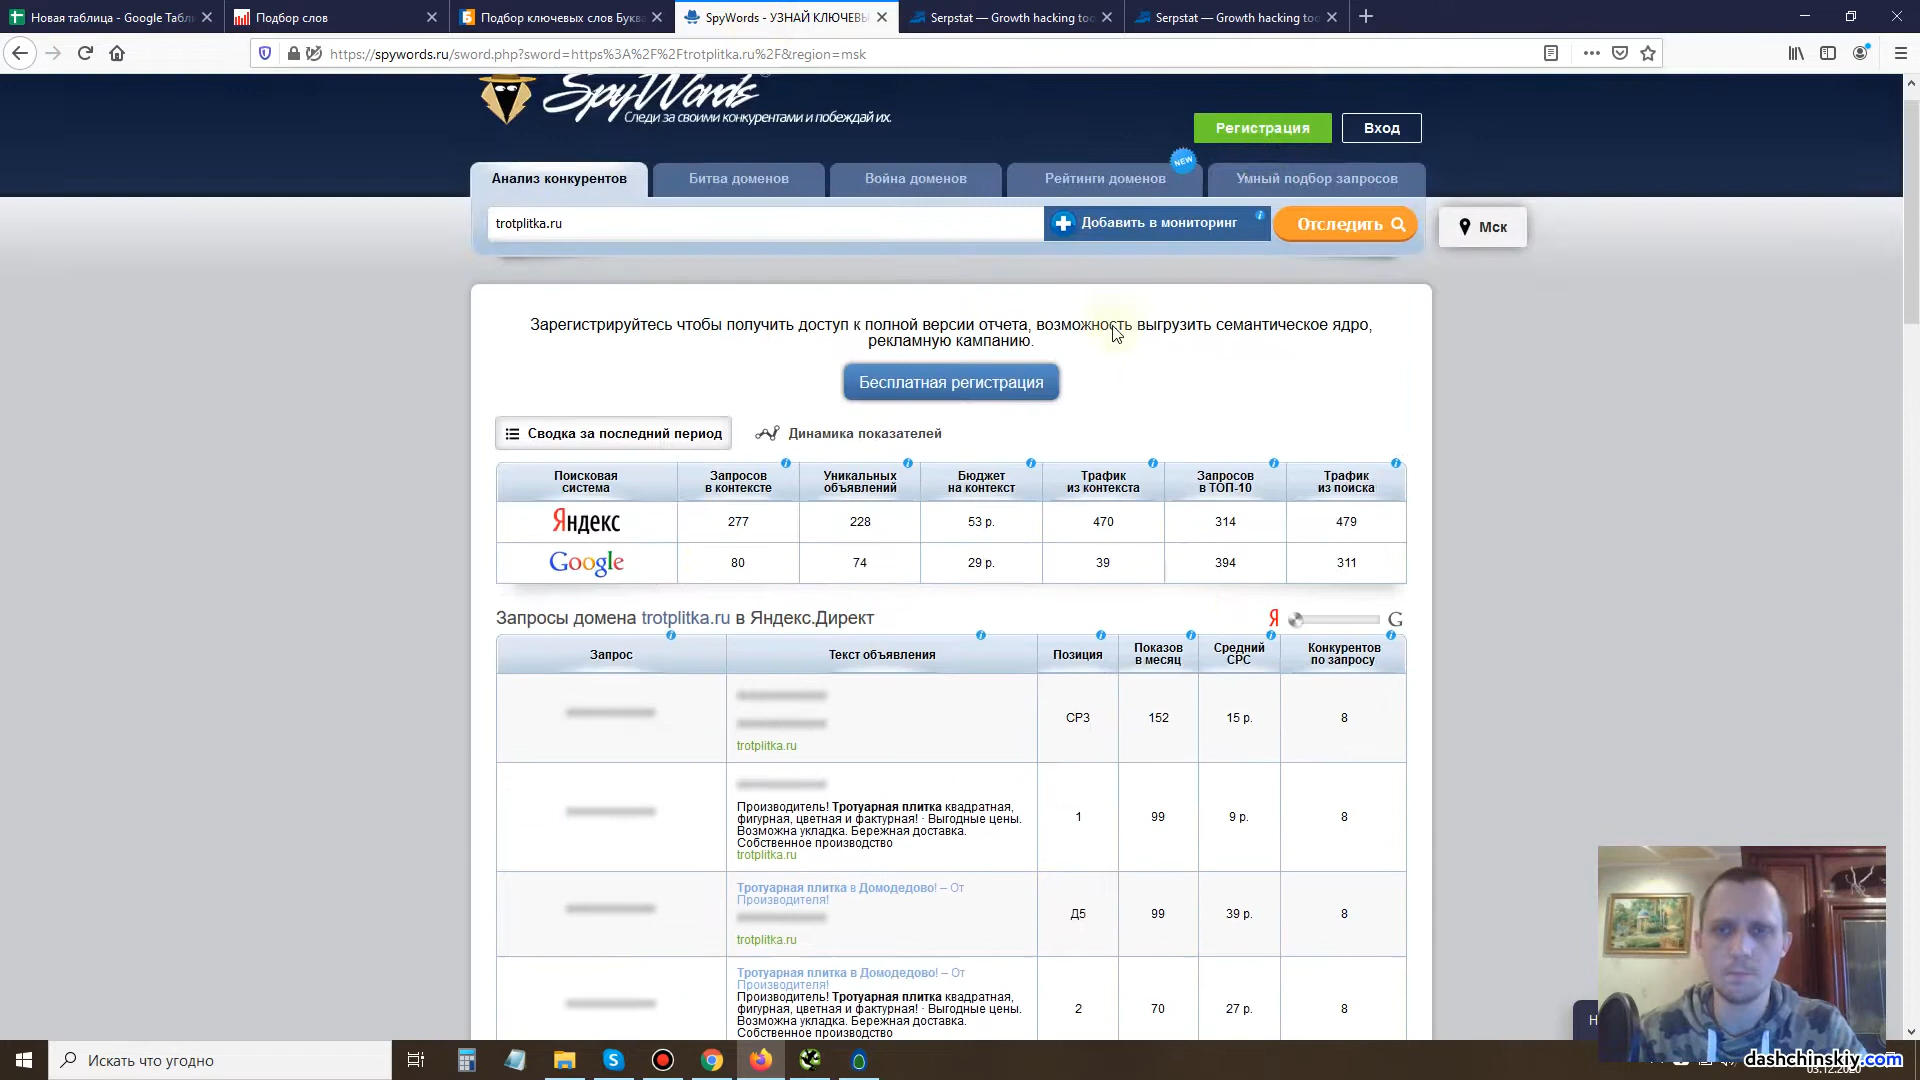 Новая таблица - Google Табл
Подбор слов
Подбор ключевых слов Буква
SpyWords - УЗНАЙ КЛЮЧЕВЫ
Serpstat — Growth hacking too
Serpstat — Growth hacking too
https://spywords.ru/sword.php?sword=https%3A%2F%2Ftrotplitka.ru%2F&region=msk
SpyWords
Следи за своими конкурентами и побеждай их.
Регистрация
Вход
Анализ конкурентов
Битва доменов
Война доменов
Рейтинги доменов
NEW
Умный подбор запросов
trotplitka.ru
Добавить в мониторинг
Отследить
Мск
Зарегистрируйтесь чтобы получить доступ к полной версии отчета, возможность выгрузить семантическое ядро,
рекламную кампанию.
Бесплатная регистрация
Сводка за последний период
Динамика показателей
Поисковая система
Запросов в контексте
Уникальных объявлений
Бюджет на контекст
Трафик из контекста
Запросов в ТОП-10
Трафик из поиска
Яндекс 277 228 53 р. 470 314 479
Google 80 74 29 р. 39 394 311
Запросы домена trotplitka.ru в Яндекс.Директ
Я
G
Запрос
Текст объявления
Позиция
Показов в месяц
Средний CPC
Конкурентов по запросу
trotplitka.ru
СР3 152 15 р. 8
Производитель! Тротуарная плитка квадратная,
фигурная, цветная и фактурная! · Выгодные цены.
Возможна укладка. Бережная доставка.
Собственное производство
trotplitka.ru
1 99 9 р. 8
Тротуарная плитка в Домодедово! – От
Производителя!
trotplitka.ru
Д5 99 39 р. 8
Тротуарная плитка в Домодедово! – От
Производителя!
Производитель! Тротуарная плитка квадратная,
фигурная, цветная и фактурная! · Выгодные цены.
Возможна укладка. Бережная доставка.
Собственное производство
2 70 27 р. 8
Искать что угодно
dashchinskiy.com
03.12.2020